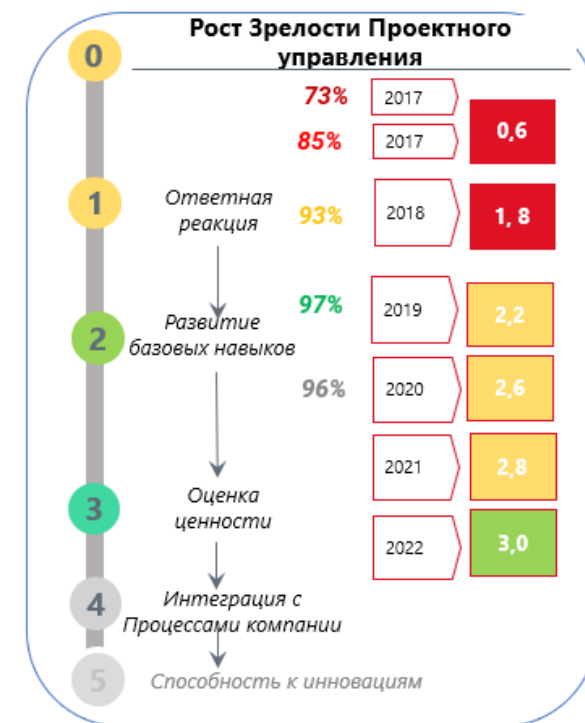 Рост Зрелости Проектного
управления
0
73%
2017
85%
2017
0,6
1
Ответная
реакция
93%
2018
1, 8
97%
2019
2,2
2
Развитие
базовых навыков
96%
2020
2,6
2021
2,8
3
Оценка
ценности
2022
3,0
4
Интеграция с
Процессами компании
5
Способность к инновациям